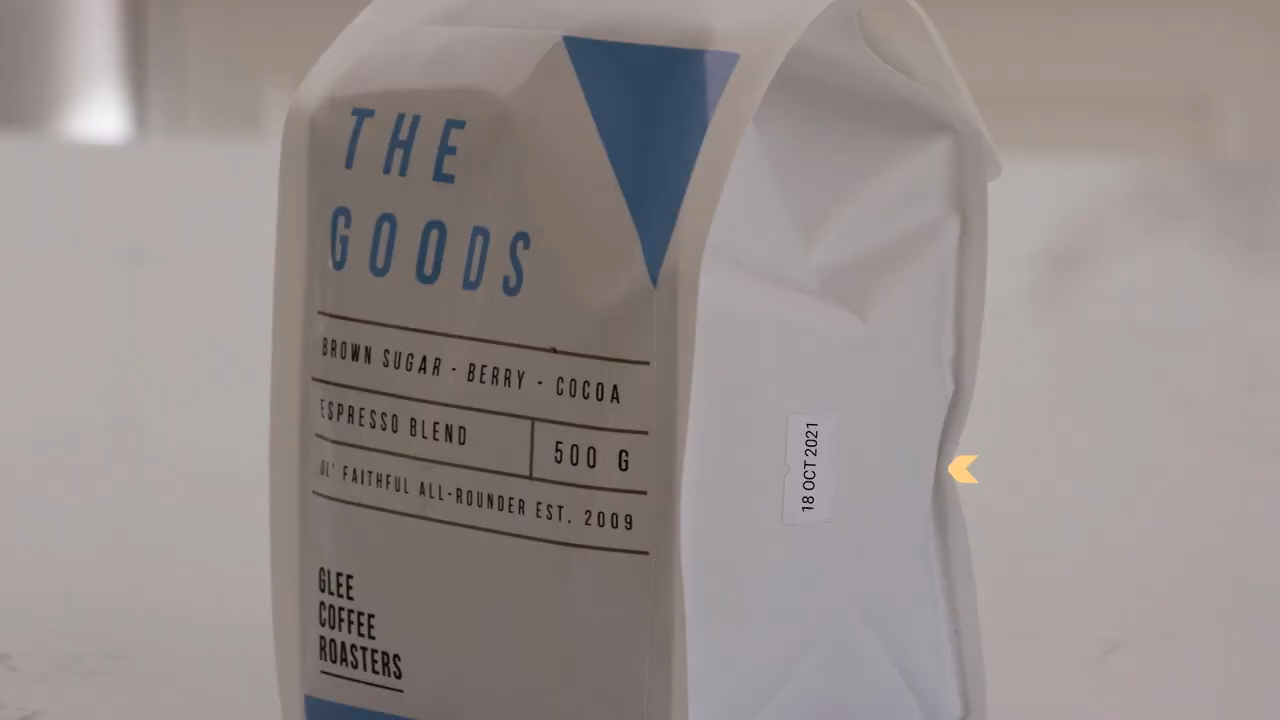 THE
GOODS
BROWN SUGAR - BERRY - COCOA
ESPRESSO BLEND
500 G
OL' FAITHFUL ALL-ROUNDER EST. 2009
GLEE
COFFEE
ROASTERS
18 OCT 2021